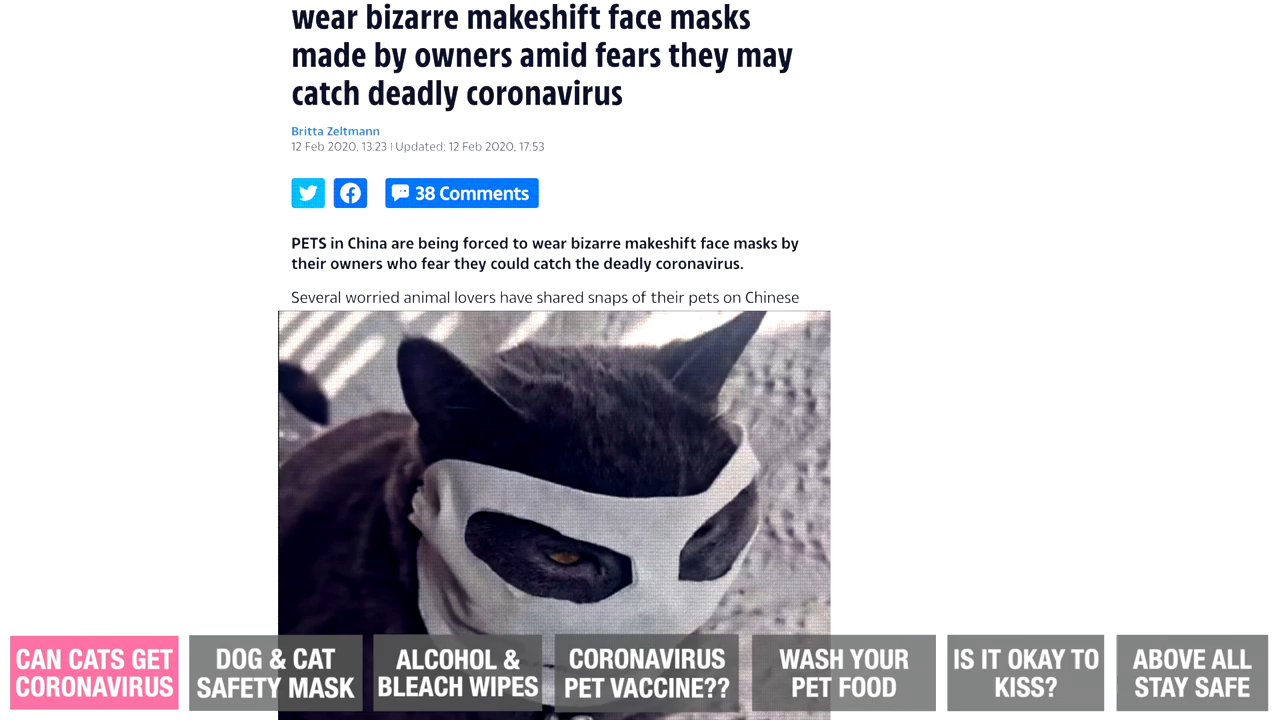 wear bizarre makeshift face masks
made by owners amid fears they may
catch deadly coronavirus
Britta Zeltmann
12 Feb 2020, 13:23 | Updated: 12 Feb 2020, 17:53
38 Comments
PETS in China are being forced to wear bizarre makeshift face masks by
their owners who fear they could catch the deadly coronavirus.
Several worried animal lovers have shared snaps of their pets on Chinese
CAN CATS GET
CORONAVIRUS
DOG & CAT
SAFETY MASK
ALCOHOL &
BLEACH WIPES
CORONAVIRUS
PET VACCINE??
WASH YOUR
PET FOOD
IS IT OKAY TO
KISS?
ABOVE ALL
STAY SAFE